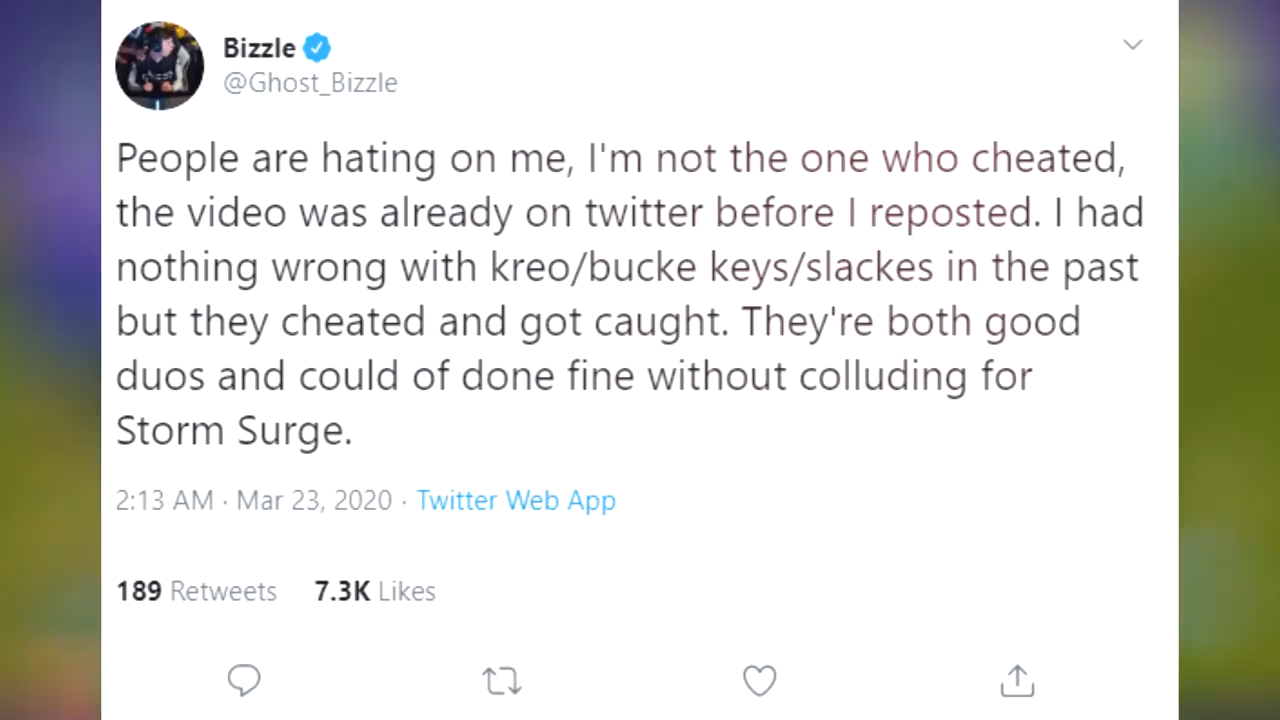 Bizzle
@Ghost_Bizzle
People are hating on me, I'm not the one who cheated,
the video was already on twitter before I reposted. I had
nothing wrong with kreo/bucke keys/slackes in the past
but they cheated and got caught. They're both good
duos and could of done fine without colluding for
Storm Surge.
2:13 AM · Mar 23, 2020 · Twitter Web App
189 Retweets 7.3K Likes